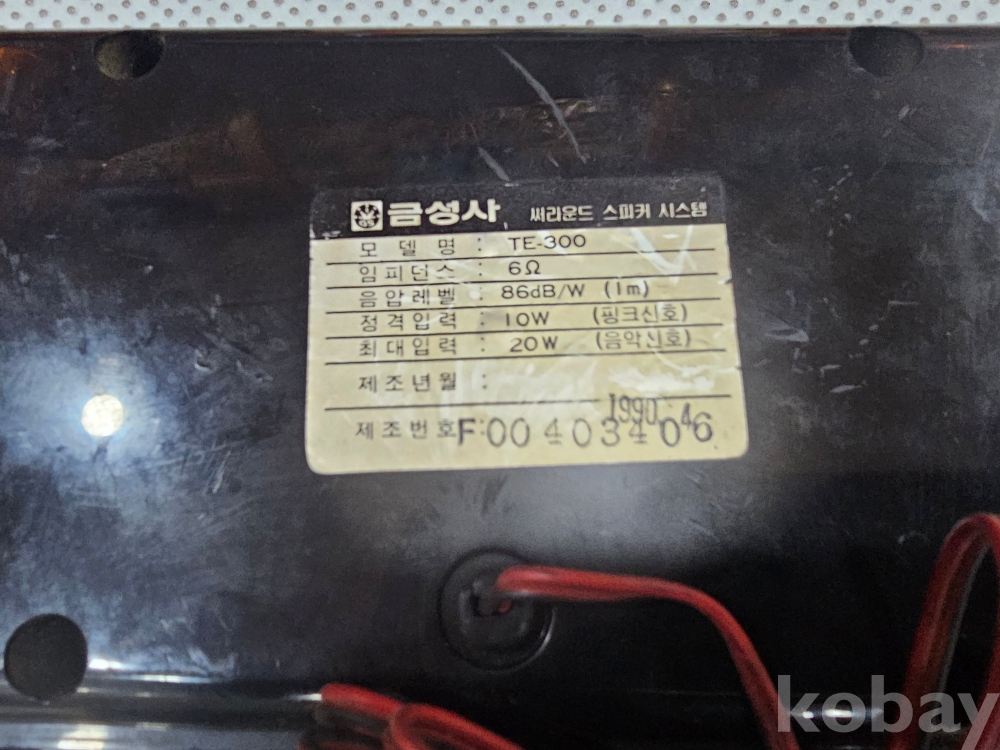 금성사 써라운드 스피커 시스템
모델명 : TE-300
임피던스 : 6Ω
음압레벨 : 86dB/W (1m)
정격입력 : 10W (핑크신호)
최대입력 : 20W (음악신호)
제조년월 :
1990. 4
제조번호 : F00403406
kobay